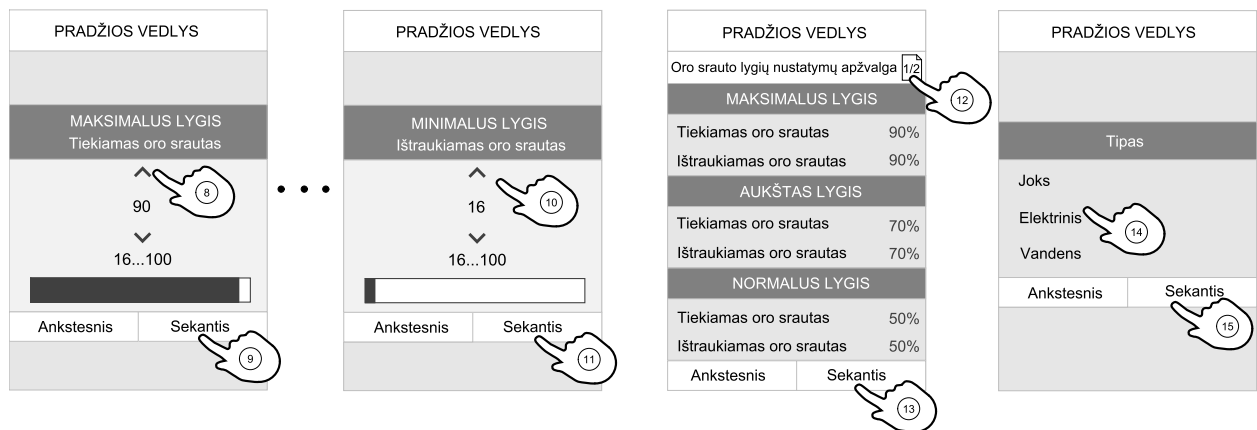 PRADŽIOS VEDLYS
MAKSIMALUS LYGIS
Tiekiamas oro srautas
8
90
16...100
Ankstesnis
Sekantis
9
PRADŽIOS VEDLYS
MINIMALUS LYGIS
Ištraukiamas oro srautas
10
16
16...100
Ankstesnis
Sekantis
11
PRADŽIOS VEDLYS
Oro srauto lygių nustatymų apžvalga 1/2
12
MAKSIMALUS LYGIS
Tiekiamas oro srautas 90%
Ištraukiamas oro srautas 90%
AUKŠTAS LYGIS
Tiekiamas oro srautas 70%
Ištraukiamas oro srautas 70%
NORMALUS LYGIS
Tiekiamas oro srautas 50%
Ištraukiamas oro srautas 50%
Ankstesnis
Sekantis
13
PRADŽIOS VEDLYS
Tipas
Joks
Elektrinis
14
Vandens
Ankstesnis
Sekantis
15